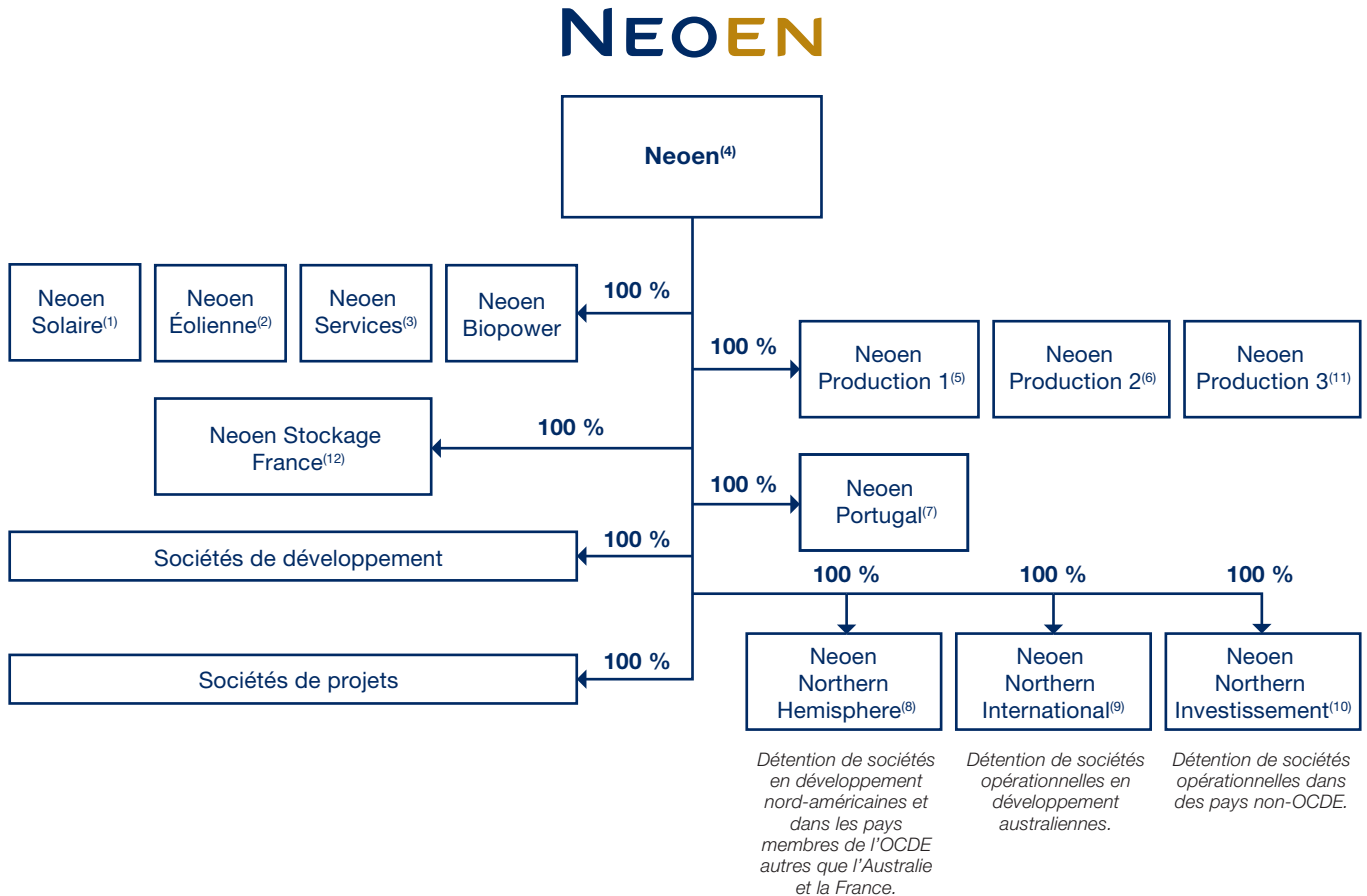 NEOEN
Neoen(4)
Neoen
Solaire(1)
Neoen
Éolienne(2)
Neoen
Services(3)
Neoen
Biopower
100 %
100 %
Neoen
Production 1(5)
Neoen
Production 2(6)
Neoen
Production 3(11)
Neoen Stockage
France(12)
100 %
100 %
Neoen
Portugal(7)
Sociétés de développement
100 %
100 %
100 %
100 %
Sociétés de projets
100 %
Neoen
Northern
Hemisphere(8)
Neoen
Northern
International(9)
Neoen
Northern
Investissement(10)
Détention de sociétés
en développement
nord-américaines et
dans les pays
membres de l’OCDE
autres que l’Australie
et la France.
Détention de sociétés
opérationnelles en
développement
australiennes.
Détention de sociétés
opérationnelles dans
des pays non-OCDE.